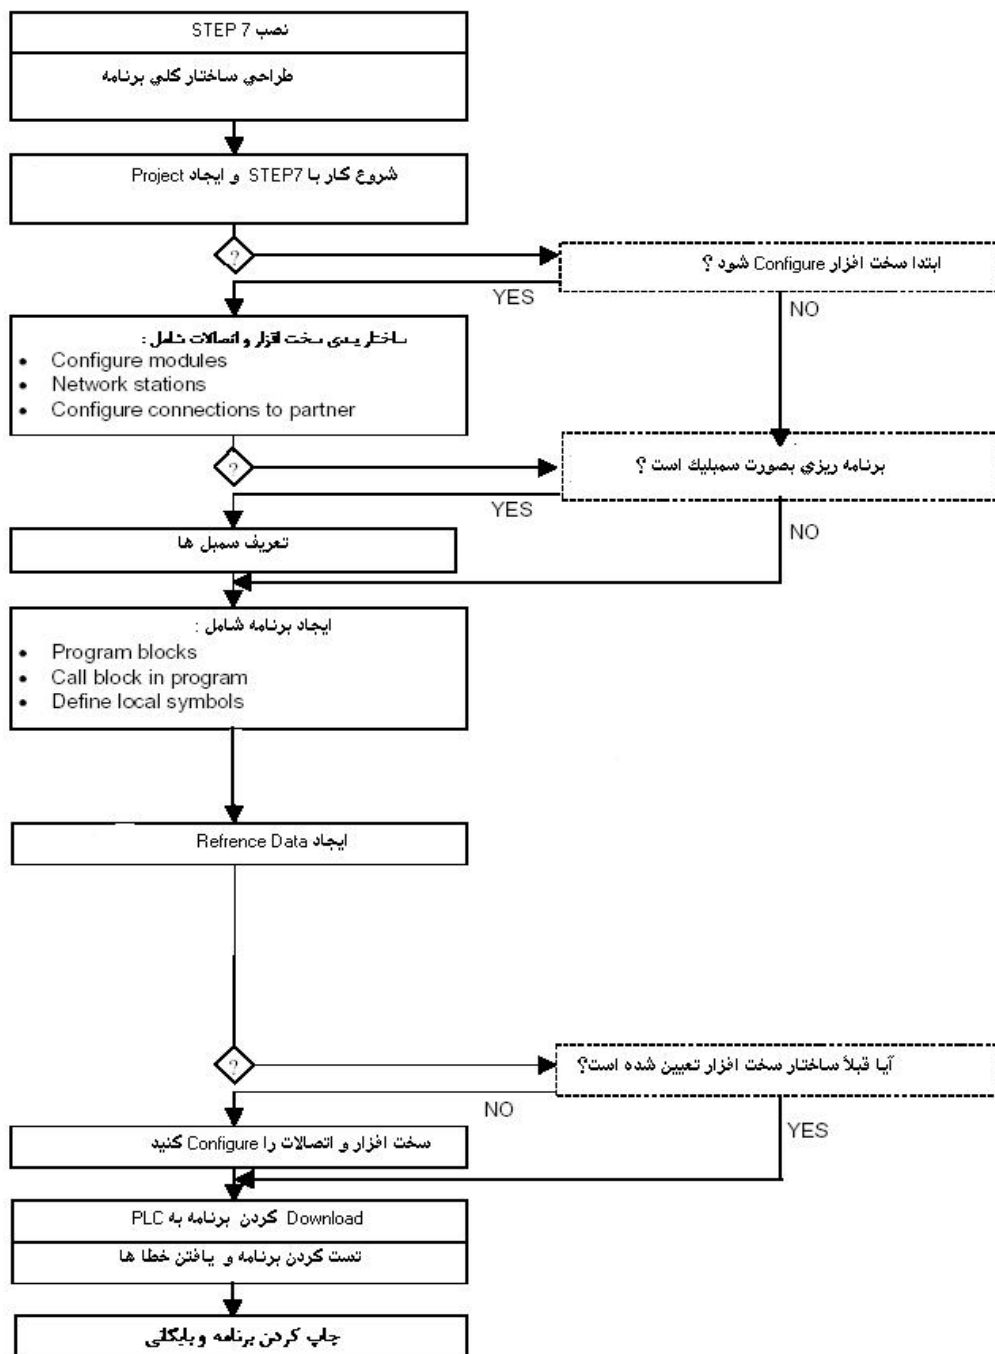 نصب STEP 7
طراحي ساختار كلي برنامه
شروع كار با STEP7 و ايجاد Project
?
ابتدا سخت افزار Configure شود ؟
YES
NO
ساختار بندي سخت افزار و اتصالات شامل :
• Configure modules
• Network stations
• Configure connections to partner
?
برنامه ريزي بصورت سمبليك است ؟
YES
NO
تعريف سمبل ها
ايجاد برنامه شامل :
• Program blocks
• Call block in program
• Define local symbols
ايجاد Refrence Data
?
آيا قبلاً ساختار سخت افزار تعيين شده است؟
NO
YES
سخت افزار و اتصالات را Configure كنيد
Download كردن برنامه به PLC
تست كردن برنامه و يافتن خطا ها
چاپ كردن برنامه و بايگاني